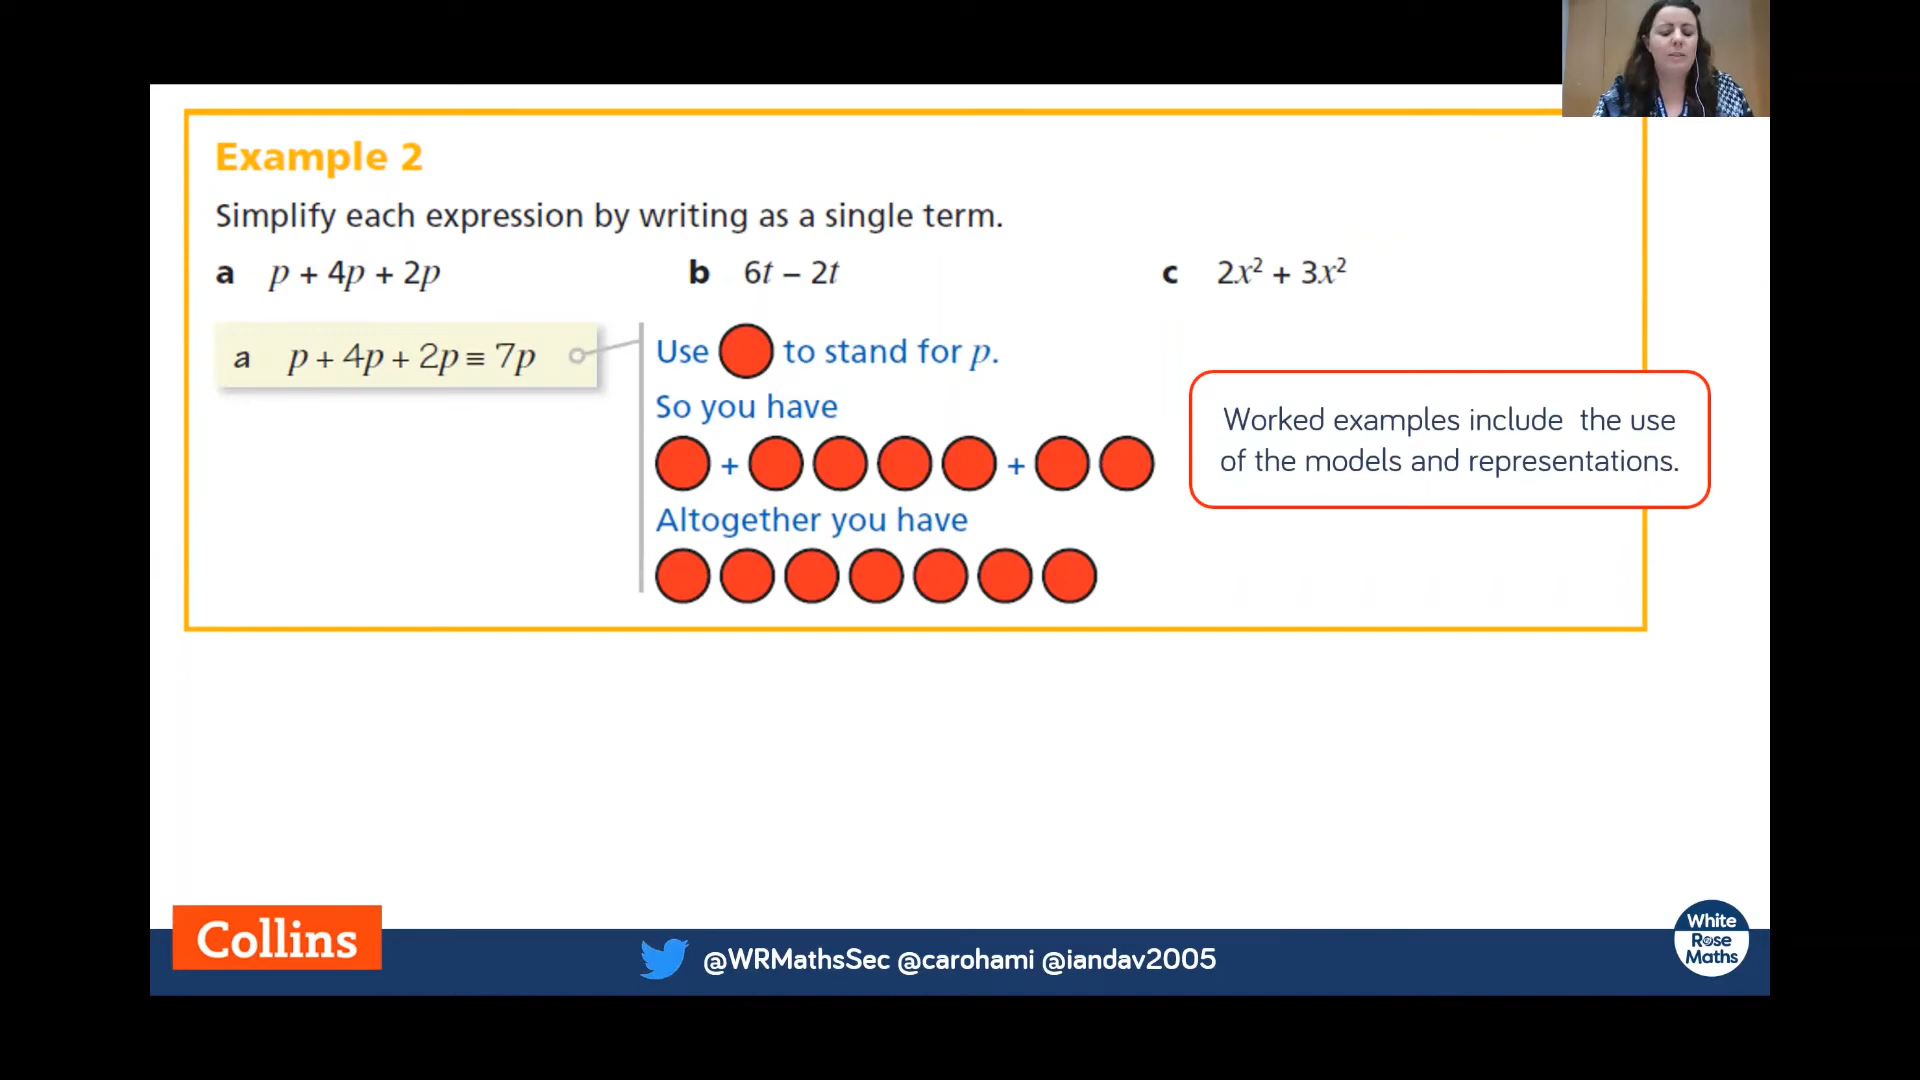 Example 2
Simplify each expression by writing as a single term.
a p + 4p + 2p b 6t – 2t c 2x² + 3x²
a p + 4p + 2p ≡ 7p
Use to stand for p.
So you have
+ +
Altogether you have
Worked examples include the use
of the models and representations.
Collins
@WRMathsSec @carohami @iandav2005
White
Rose
Maths